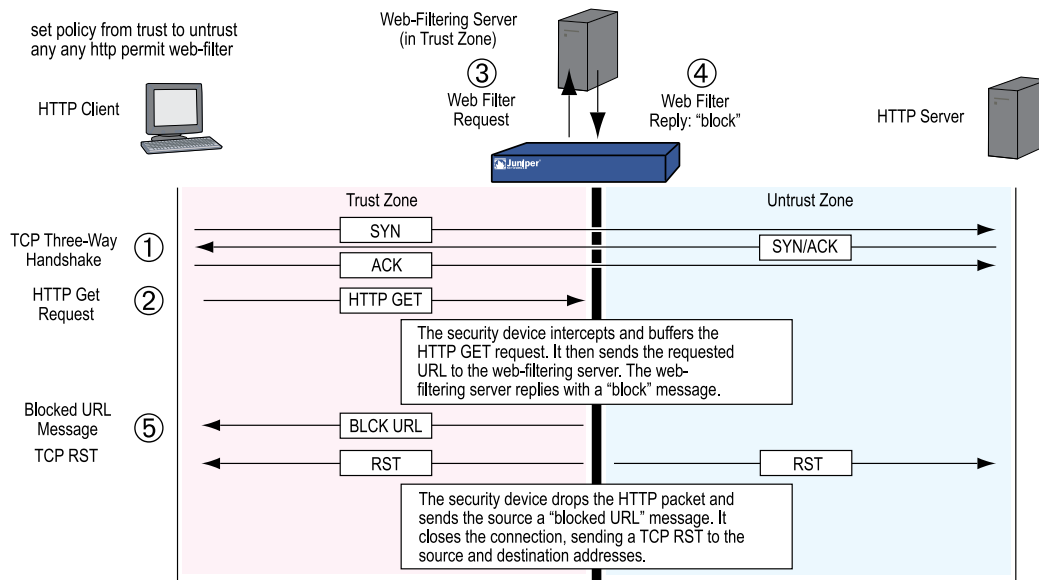 set policy from trust to untrust
any any http permit web-filter
HTTP Client
Web-Filtering Server
(in Trust Zone)
③
Web Filter
Request
④
Web Filter
Reply: “block”
HTTP Server
Juniper
Trust Zone
Untrust Zone
TCP Three-Way
Handshake
①
SYN
SYN/ACK
ACK
HTTP Get
Request
②
HTTP GET
The security device intercepts and buffers the
HTTP GET request. It then sends the requested
URL to the web-filtering server. The web-
filtering server replies with a “block” message.
Blocked URL
Message
⑤
TCP RST
BLCK URL
RST
RST
The security device drops the HTTP packet and
sends the source a “blocked URL” message. It
closes the connection, sending a TCP RST to the
source and destination addresses.